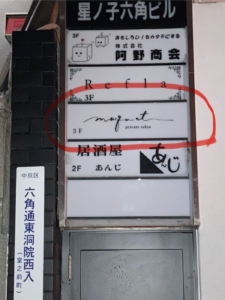 星ノ子六角ビル
3F
株式会社
阿野商会
Refla
3F
3F
private salon
居酒屋
2F あんじ
あんじ
中京区
六角通東洞院西入